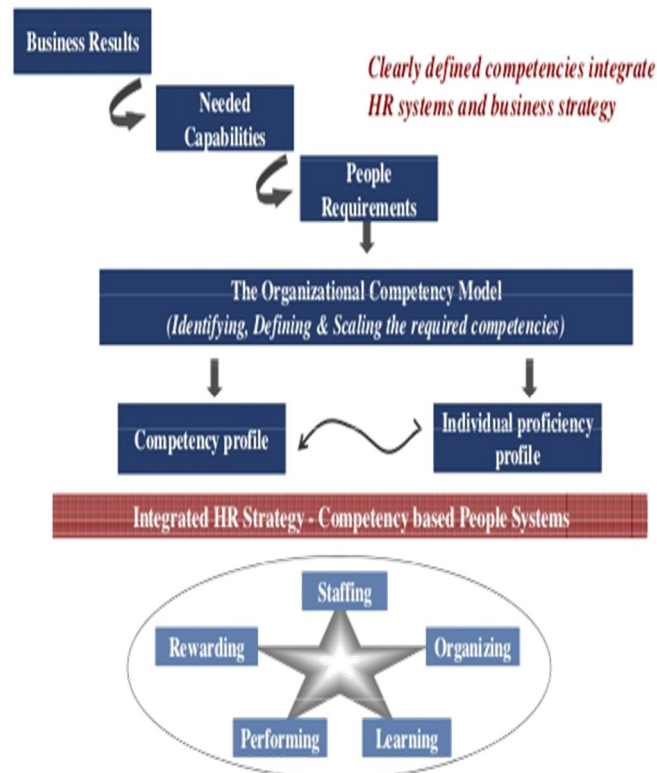 Business Results
Clearly defined competencies integrate
HR systems and business strategy
Needed
Capabilities
People
Requirements
The Organizational Competency Model
(Identifying, Defining & Scaling the required competencies)
Competency profile
Individual proficiency
profile
Integrated HR Strategy - Competency based People Systems
Staffing
Rewarding
Organizing
Performing
Learning